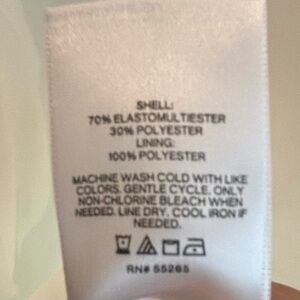 SHELL:
70% ELASTOMULTIESTER
30% POLYESTER
LINING:
100% POLYESTER
MACHINE WASH COLD WITH LIKE
COLORS. GENTLE CYCLE. ONLY
NON-CHLORINE BLEACH WHEN
NEEDED. LINE DRY. COOL IRON IF
NEEDED.
RN# 55285